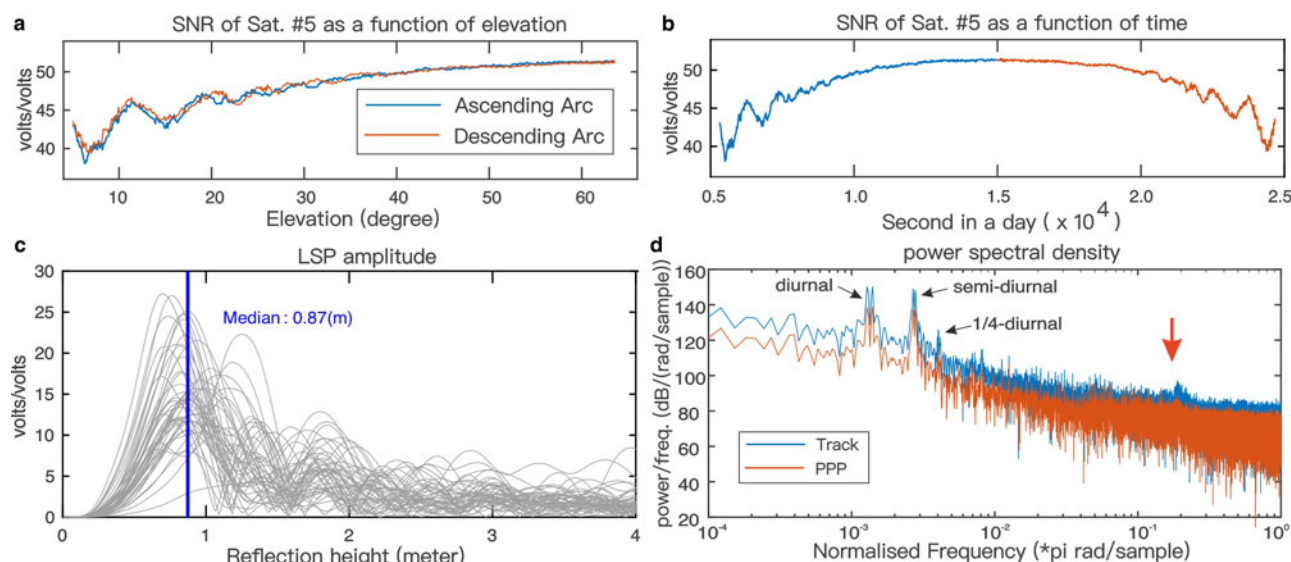 a
SNR of Sat. #5 as a function of elevation
volts/volts
50
45
40
Ascending Arc
Descending Arc
10
20
30
40
50
60
Elevation (degree)
b
SNR of Sat. #5 as a function of time
volts/volts
50
45
40
0.5
1.0
1.5
2.0
2.5
Second in a day ( x 10^4 )
c
LSP amplitude
volts/volts
30
25
20
15
10
5
0
Median : 0.87(m)
0
1
2
3
4
Reflection height (meter)
d
power spectral density
power/freq. (dB/(rad/sample))
160
140
120
100
80
60
40
20
diurnal
semi-diurnal
1/4-diurnal
Track
PPP
10^-4
10^-3
10^-2
10^-1
10^0
Normalised Frequency (*pi rad/sample)